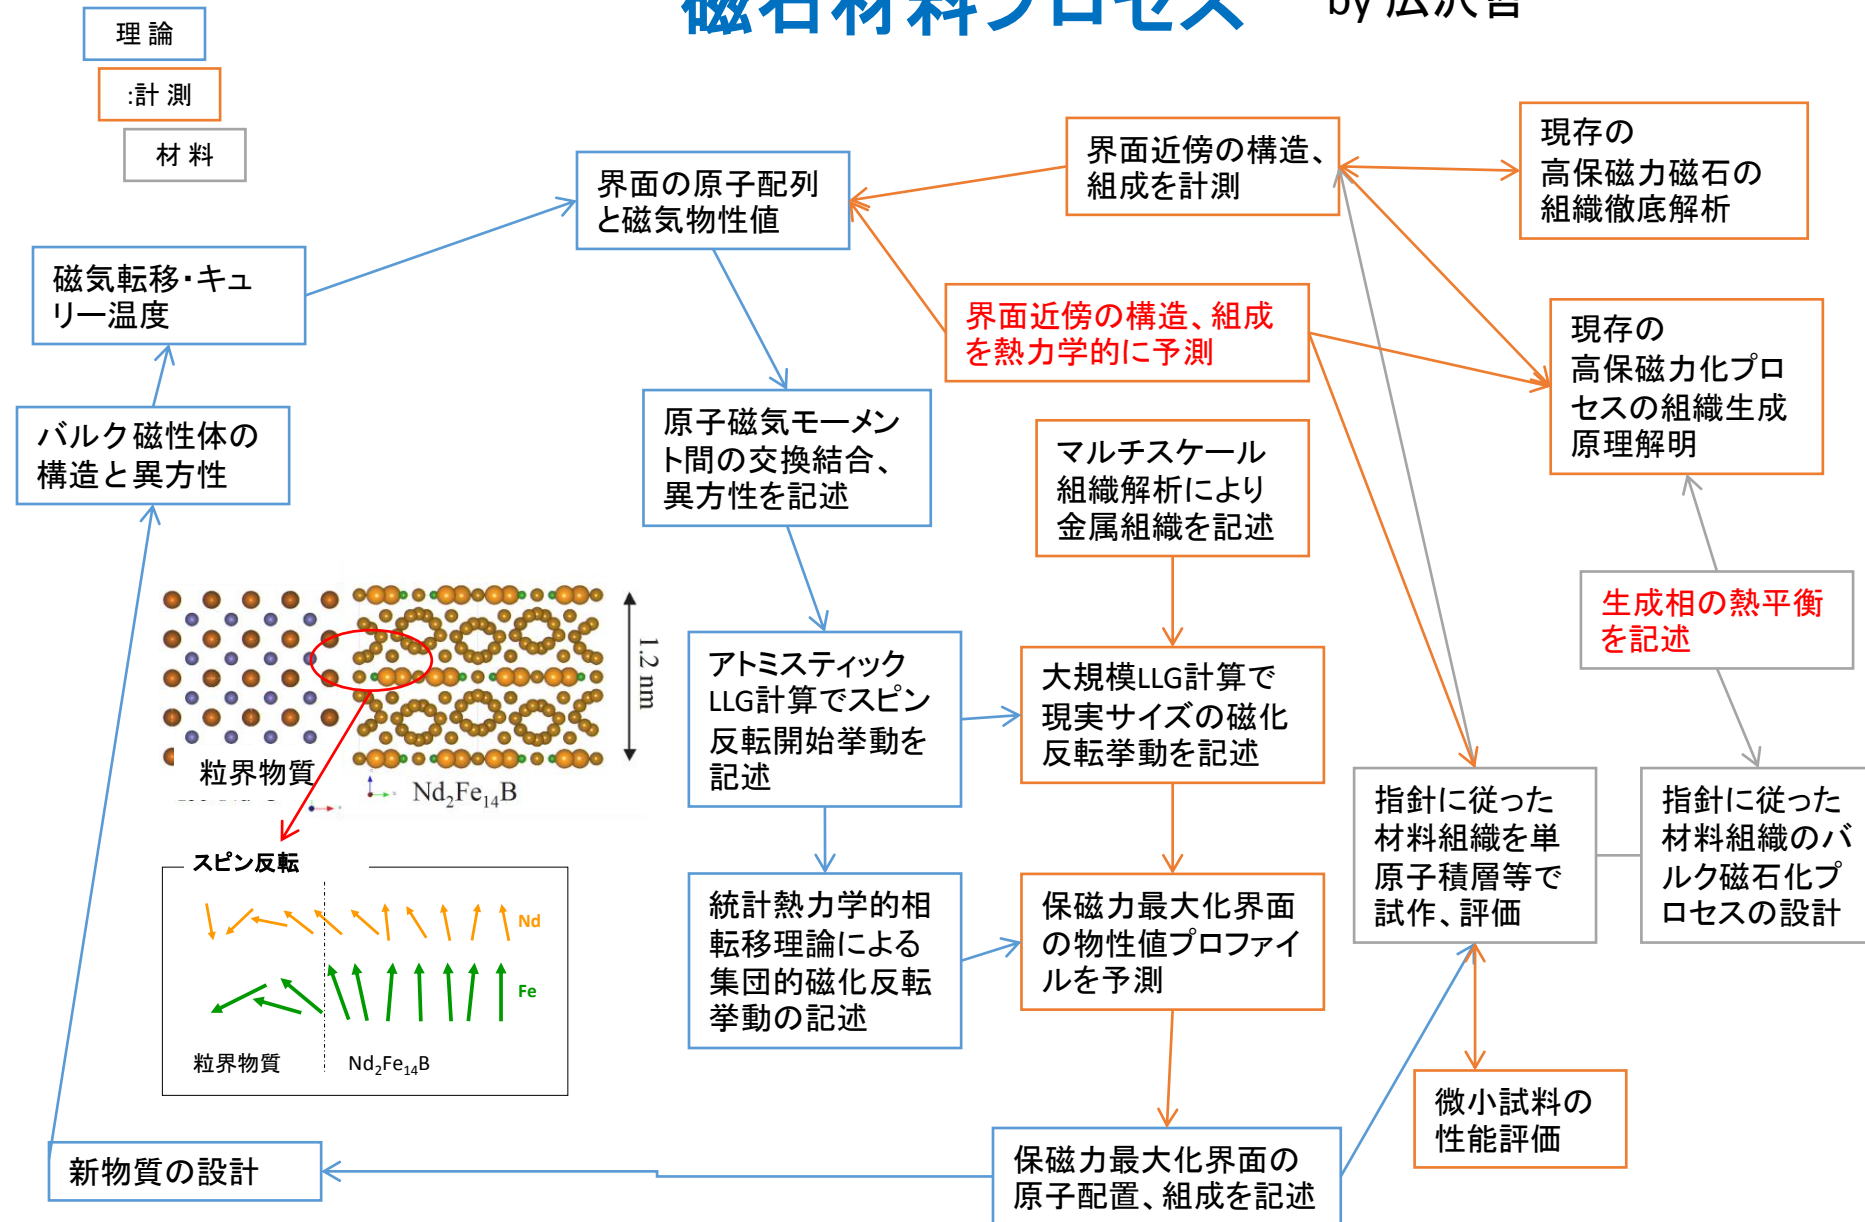 磁石材料プロセス
by 広沢哲
理 論
:計 測
材 料
界面の原子配列
と磁気物性値
界面近傍の構造、
組成を計測
現存の
高保磁力磁石の
組織徹底解析
磁気転移・キュ
リー温度
界面近傍の構造、組成
を熱力学的に予測
現存の
高保磁力化プロ
セスの組織生成
原理解明
バルク磁性体の
構造と異方性
原子磁気モーメン
ト間の交換結合、
異方性を記述
マルチスケール
組織解析により
金属組織を記述
生成相の熱平衡
を記述
1.2 nm
粒界物質
Nd₂Fe₁₄B
アトミスティック
LLG計算でスピン
反転開始挙動を
記述
大規模LLG計算で
現実サイズの磁化
反転挙動を記述
指針に従った
材料組織を単
原子積層等で
試作、評価
指針に従った
材料組織のバ
ルク磁石化プ
ロセスの設計
スピン反転
Nd
Fe
粒界物質
Nd₂Fe₁₄B
統計熱力学的相
転移理論による
集団的磁化反転
挙動の記述
保磁力最大化界面
の物性値プロファイ
ルを予測
微小試料の
性能評価
新物質の設計
保磁力最大化界面の
原子配置、組成を記述